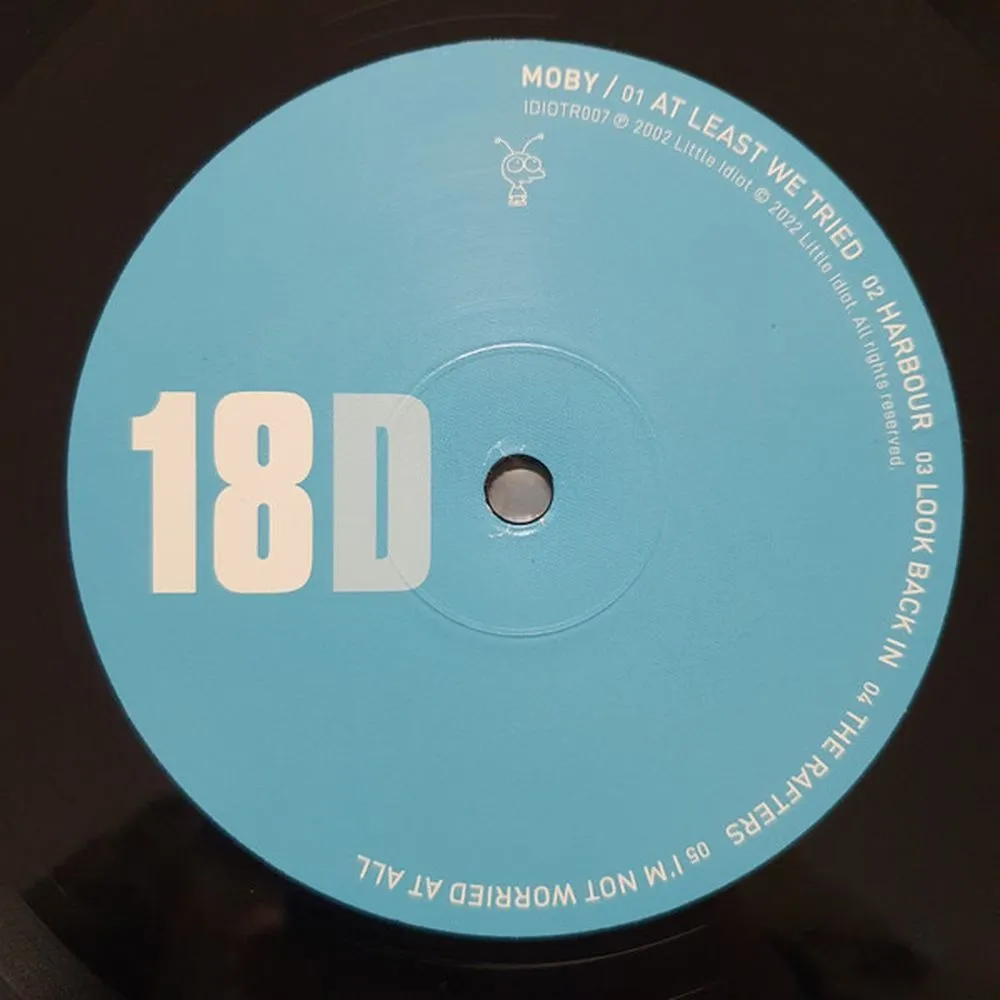 MOBY / 01 AT LEAST WE TRIED 02 HARBOUR 03 LOOK BACK IN 04 THE RAFTERS 05 I'M NOT WORRIED AT ALL
IDIOTR007 ℗ 2002 Little Idiot © 2022 Little Idiot. All rights reserved.
18D